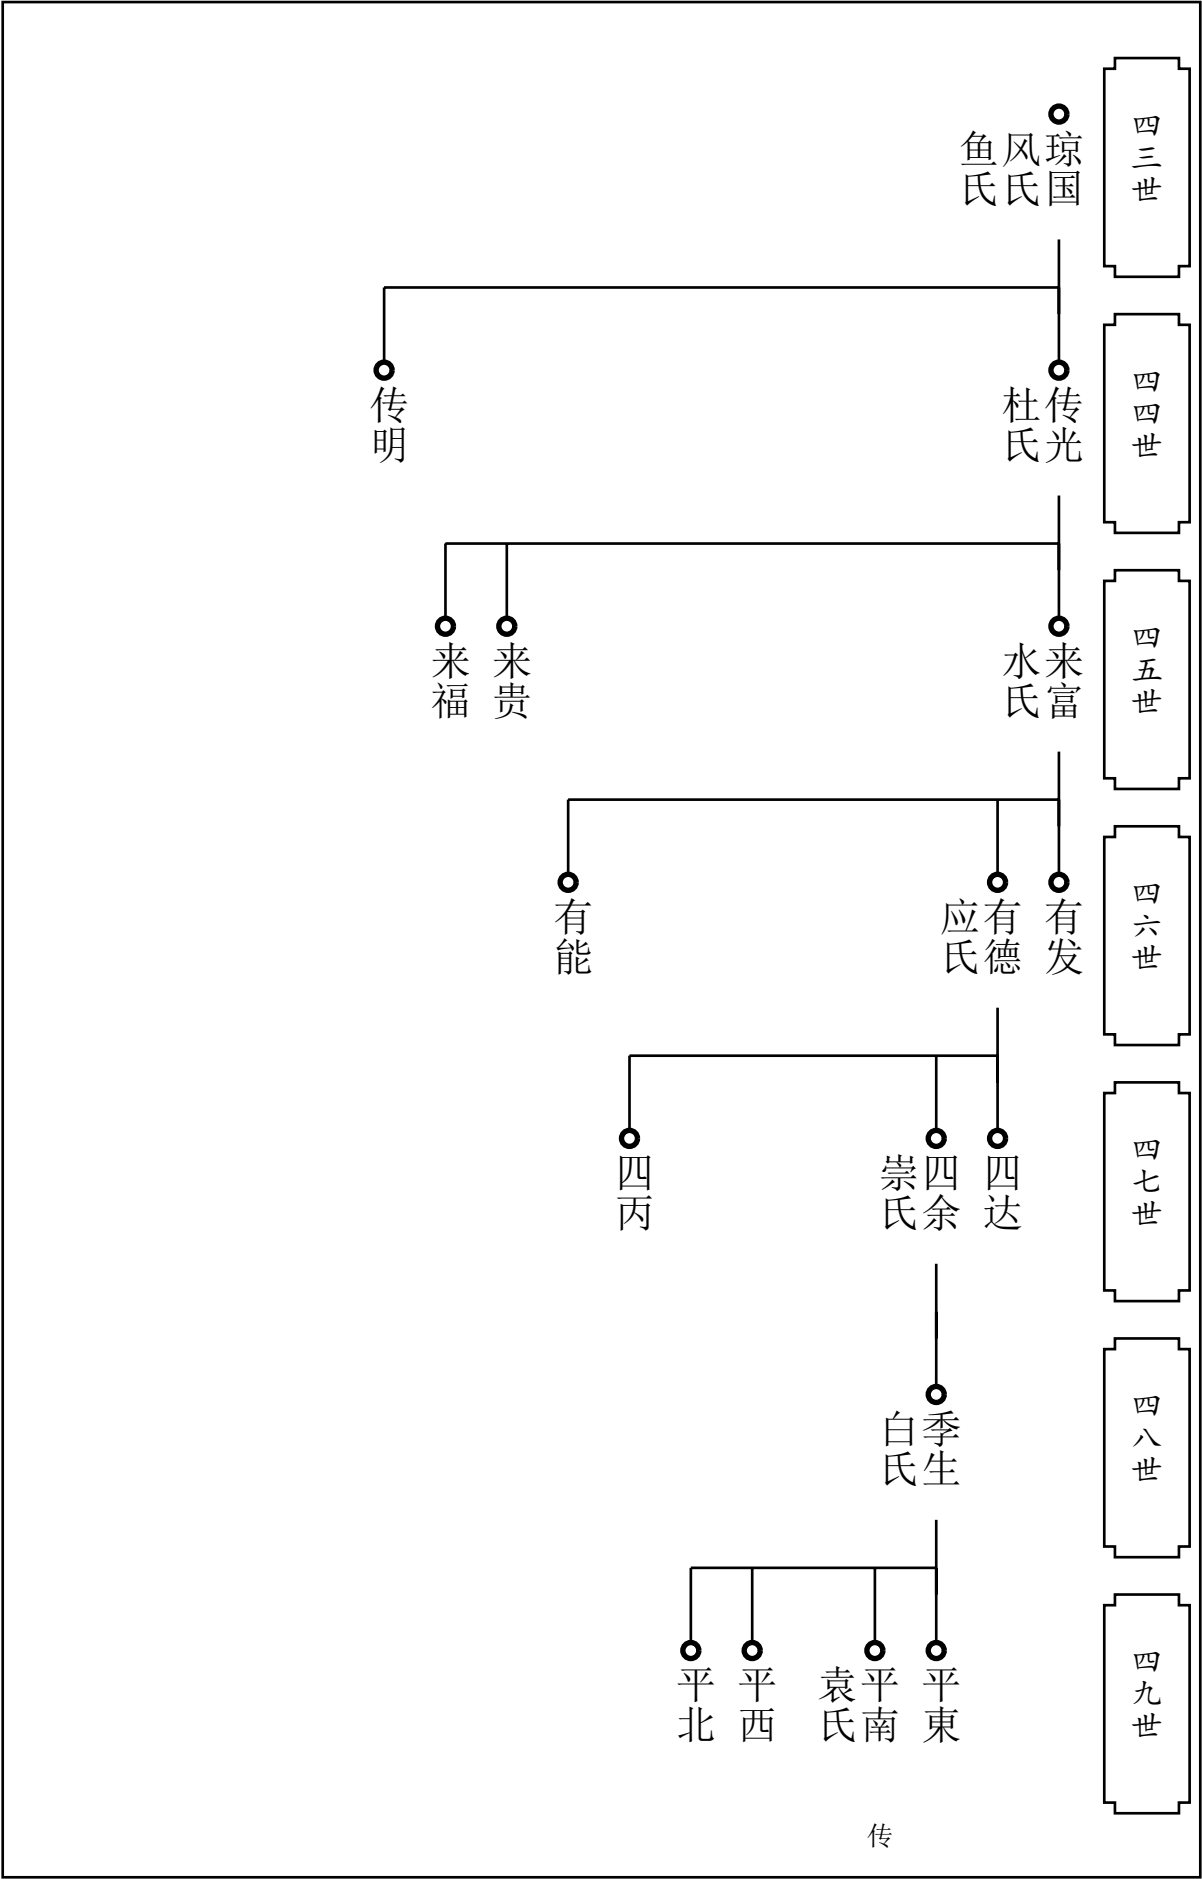 四三世
琼国
风氏
鱼氏
四四世
传光
杜氏
传明
四五世
来富
水氏
来贵
来福
四六世
有发
有德
应氏
有能
四七世
四达
四余
崇氏
四丙
四八世
季生
白氏
四九世
平東
平南
袁氏
平西
平北
传